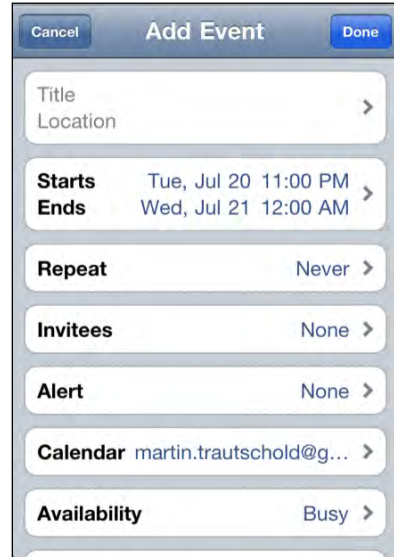 Cancel Add Event Done
Title
Location
Starts Tue, Jul 20 11:00 PM
Ends Wed, Jul 21 12:00 AM
Repeat Never
Invitees None
Alert None
Calendar martin.trautschold@g...
Availability Busy